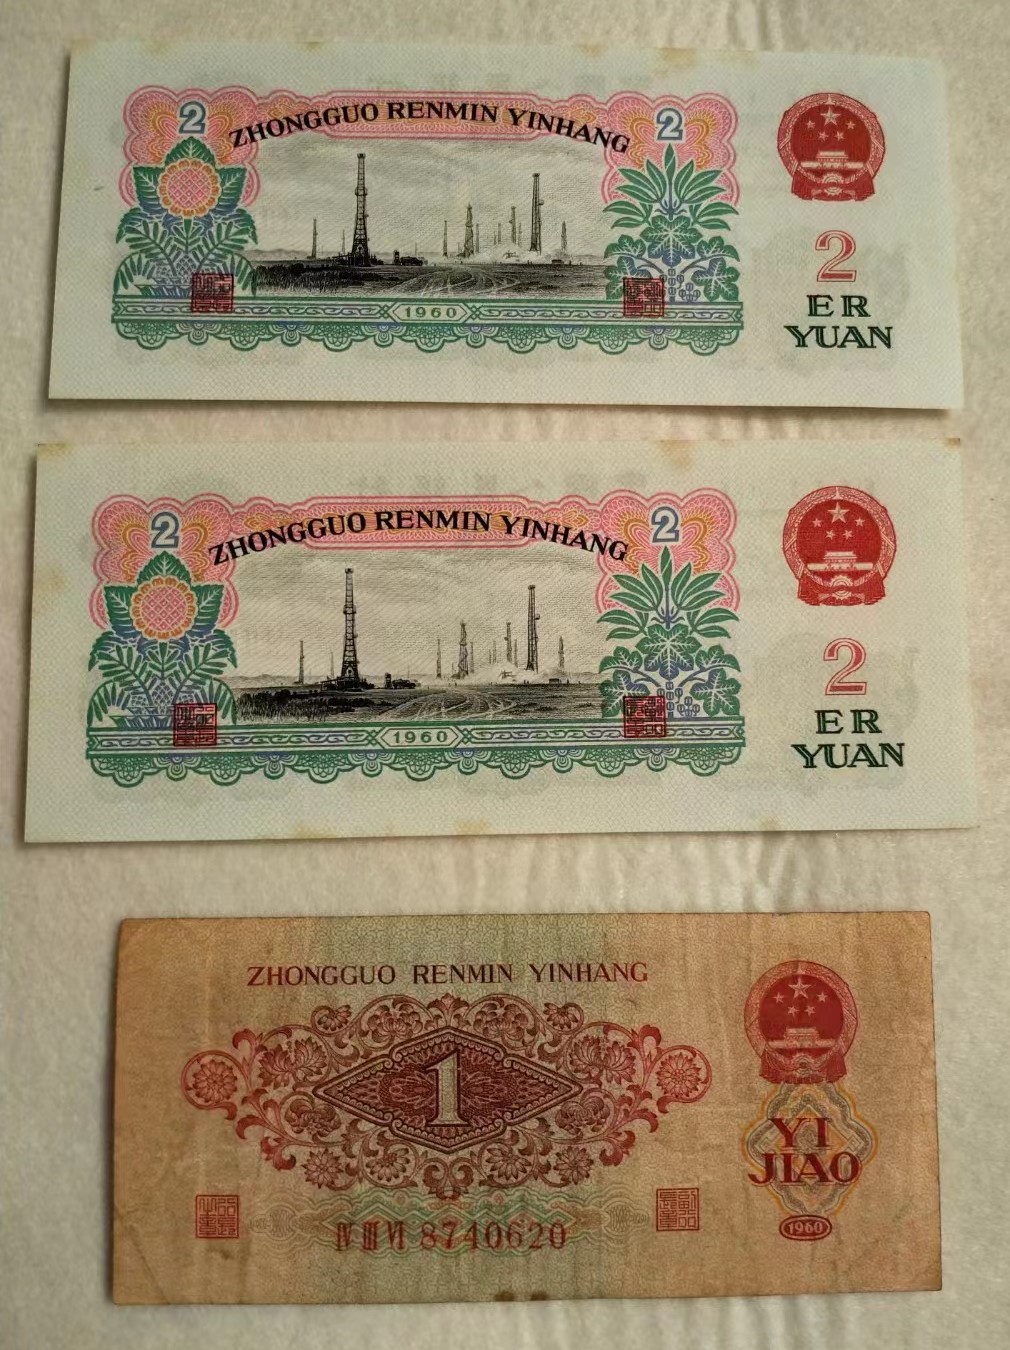 2
ZHONGGUO RENMIN YINHANG
2
1960
2
ER
YUAN
2
ZHONGGUO RENMIN YINHANG
2
1960
2
ER
YUAN
ZHONGGUO RENMIN YINHANG
1
YI
JIAO
Ⅳ Ⅲ Ⅵ 8740620
1960